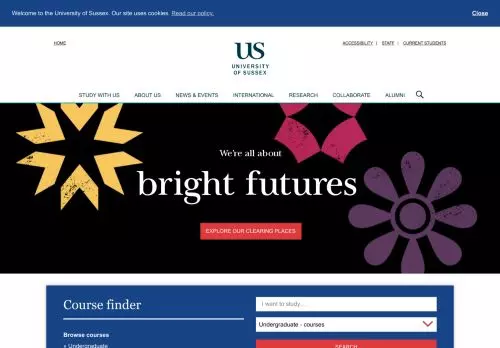 Welcome to the University of Sussex. Our site uses cookies. Read our policy. Close
HOME
ACCESSIBILITY | STAFF | CURRENT STUDENTS
US
UNIVERSITY
OF SUSSEX
STUDY WITH US ABOUT US NEWS & EVENTS INTERNATIONAL RESEARCH COLLABORATE ALUMNI
We're all about
bright futures
EXPLORE OUR CLEARING PLACES
Course finder
I want to study...
Undergraduate - courses
Browse courses
SEARCH
» Undergraduate